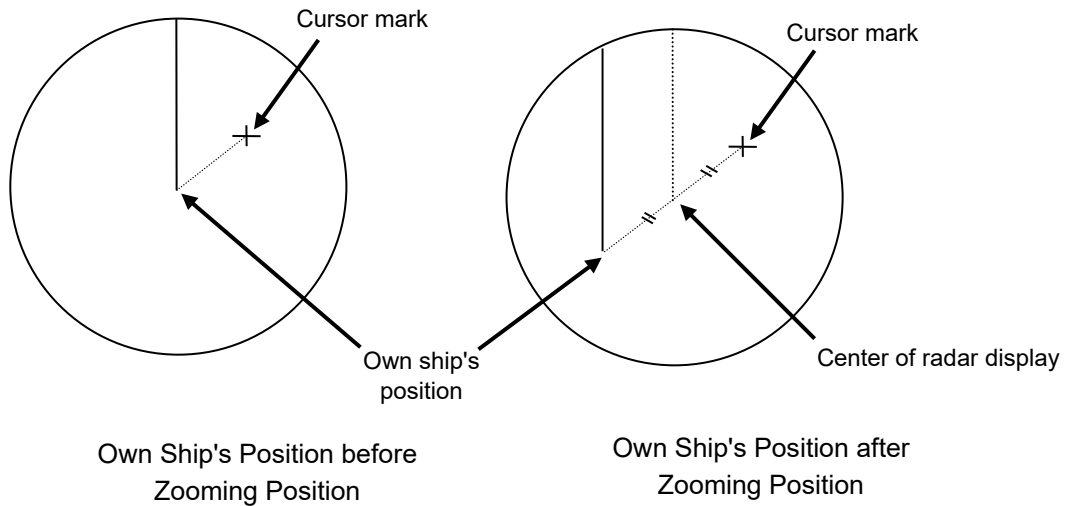 Cursor mark
Cursor mark
Own ship's
position
Center of radar display
Own Ship's Position before
Zooming Position
Own Ship's Position after
Zooming Position